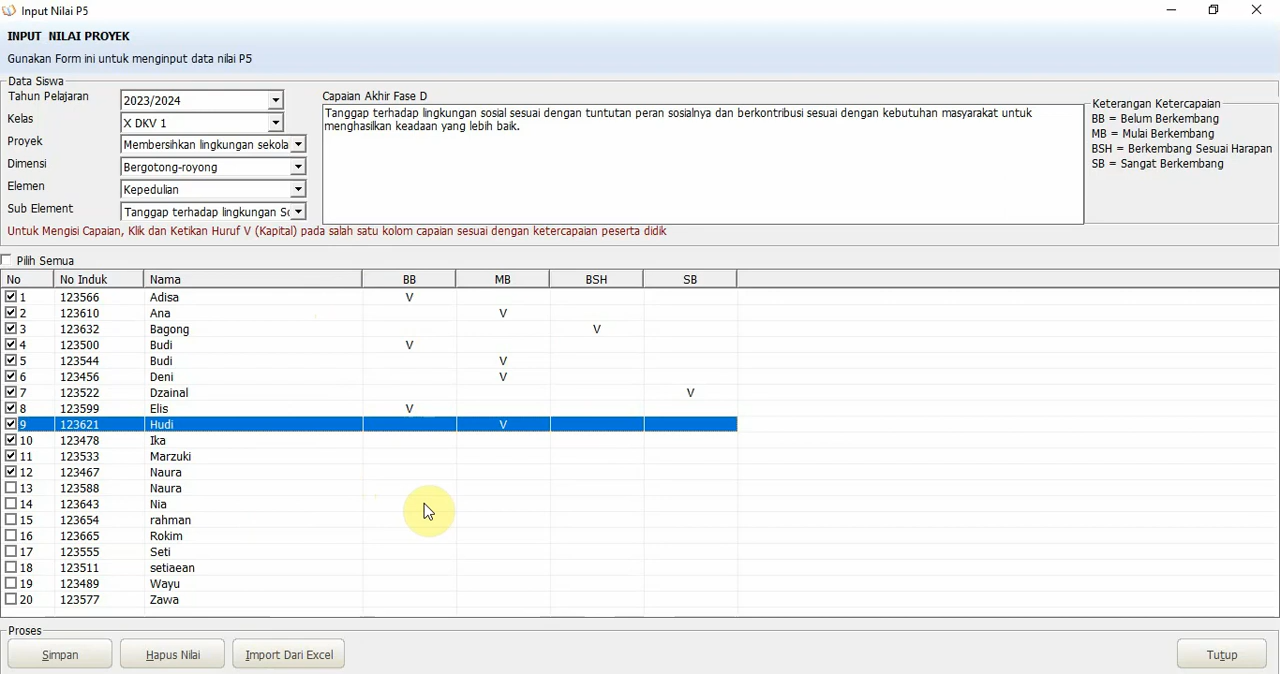 Input Nilai P5
INPUT NILAI PROYEK
Gunakan Form ini untuk menginput data nilai P5
Data Siswa
Tahun Pelajaran 2023/2024
Kelas X DKV 1
Proyek Membersihkan lingkungan sekola
Dimensi Bergotong-royong
Elemen Kepedulian
Sub Element Tanggap terhadap lingkungan So
Capaian Akhir Fase D
Tanggap terhadap lingkungan sosial sesuai dengan tuntutan peran sosialnya dan berkontribusi sesuai dengan kebutuhan masyarakat untuk
menghasilkan keadaan yang lebih baik.
Keterangan Ketercapaian
BB = Belum Berkembang
MB = Mulai Berkembang
BSH = Berkembang Sesuai Harapan
SB = Sangat Berkembang
Untuk Mengisi Capaian, Klik dan Ketikan Huruf V (Kapital) pada salah satu kolom capaian sesuai dengan ketercapaian peserta didik
Pilih Semua
No No Induk Nama BB MB BSH SB
1 123566 Adisa V
2 123610 Ana V
3 123632 Bagong V
4 123500 Budi V
5 123544 Budi V
6 123456 Deni V
7 123522 Dzainal V
8 123599 Elis V
9 123621 Hudi V
10 123478 Ika
11 123533 Marzuki
12 123467 Naura
13 123588 Naura
14 123643 Nia
15 123654 rahman
16 123665 Rokim
17 123555 Seti
18 123511 setiaean
19 123489 Wayu
20 123577 Zawa
Proses
Simpan Hapus Nilai Import Dari Excel Tutup